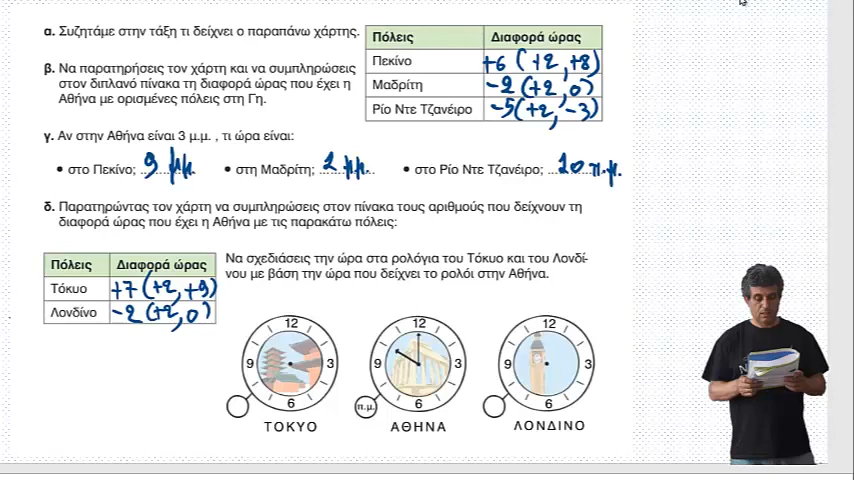 α. Συζητάμε στην τάξη τι δείχνει ο παραπάνω χάρτης.
β. Να παρατηρήσεις τον χάρτη και να συμπληρώσεις
στον διπλανό πίνακα τη διαφορά ώρας που έχει η
Αθήνα με ορισμένες πόλεις στη Γη.
Πόλεις Διαφορά ώρας
Πεκίνο +6 (+2, +8)
Μαδρίτη -2 (+2, 0)
Ρίο Ντε Τζανέιρο -5 (+2, -3)
γ. Αν στην Αθήνα είναι 3 μ.μ. , τι ώρα είναι:
• στο Πεκίνο; 9 μμ. • στη Μαδρίτη; 1 μμ. • στο Ρίο Ντε Τζανέιρο; 10 π.μ.
δ. Παρατηρώντας τον χάρτη να συμπληρώσεις στον πίνακα τους αριθμούς που δείχνουν τη
διαφορά ώρας που έχει η Αθήνα με τις παρακάτω πόλεις:
Πόλεις Διαφορά ώρας
Τόκυο +7 (+2, +9)
Λονδίνο -2 (+2, 0)
Να σχεδιάσεις την ώρα στα ρολόγια του Τόκυο και του Λονδί-
νου με βάση την ώρα που δείχνει το ρολόι στην Αθήνα.
12 3 6 9
12 3 6 9
12 3 6 9
π.μ.
ΤΟΚΥΟ ΑΘΗΝΑ ΛΟΝΔΙΝΟ